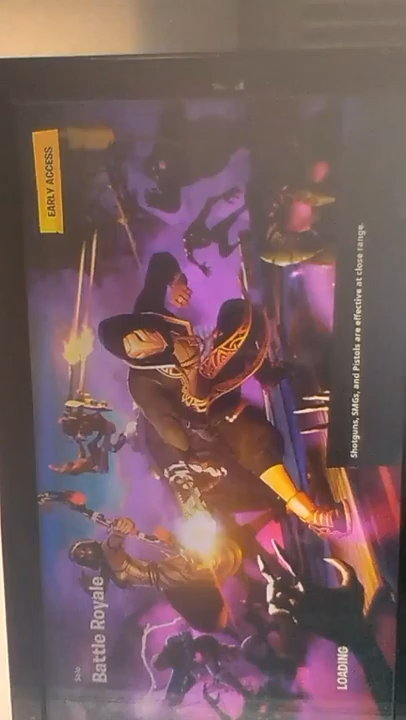 EARLY ACCESS
Solo
Battle Royale
Shotguns, SMGs, and Pistols are effective at close range.
LOADING